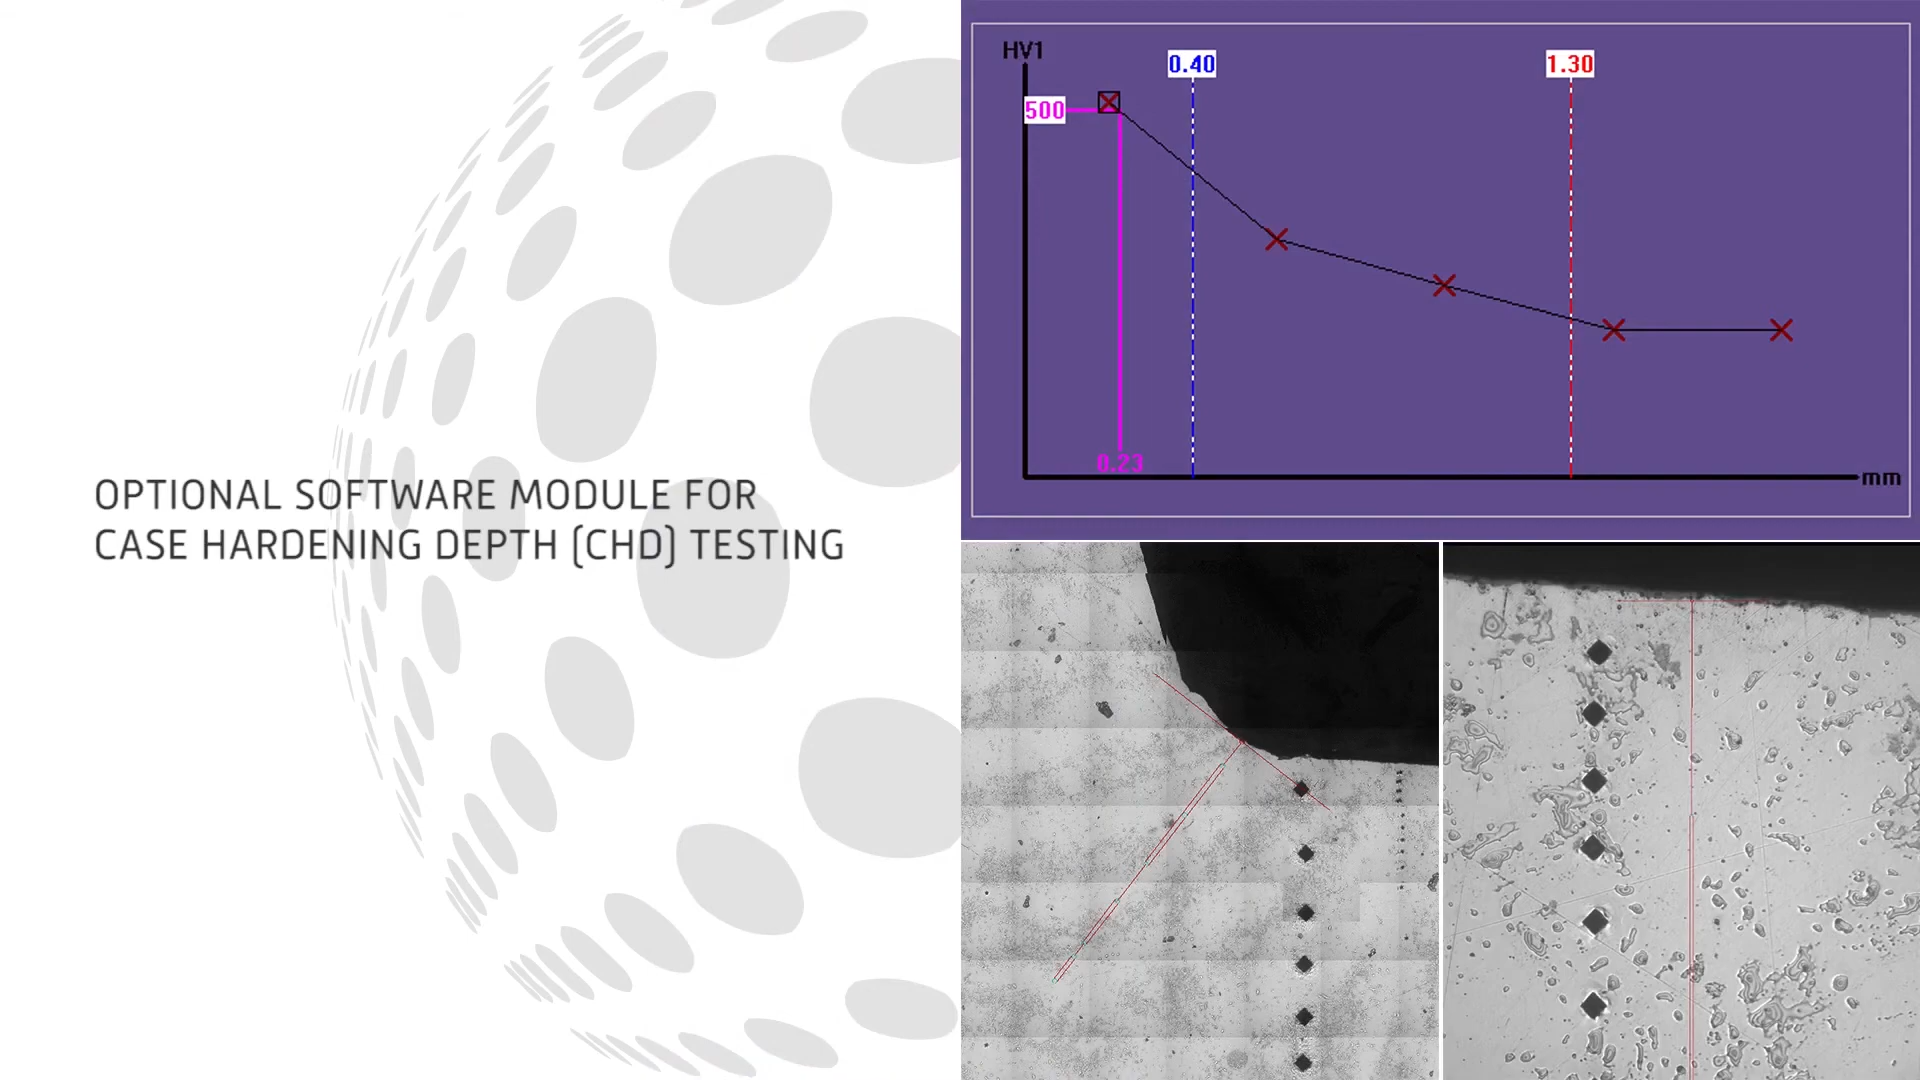 OPTIONAL SOFTWARE MODULE FOR
CASE HARDENING DEPTH (CHD) TESTING
HV1
0.40
1.30
500
0.23
mm